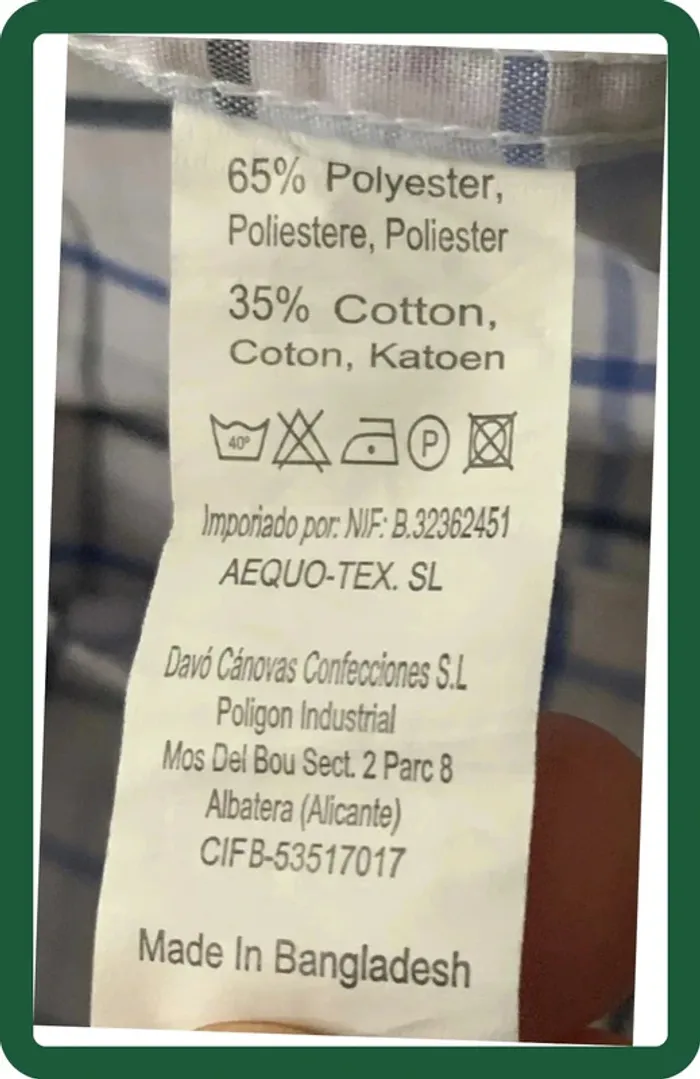 65% Polyester,
Poliestere, Poliester
35% Cotton,
Coton, Katoen
40° P
Imporiado por: NIF: B.32362451
AEQUO-TEX. SL
Davó Cánovas Confecciones S.L
Poligon Industrial
Mos Del Bou Sect. 2 Parc 8
Albatera (Alicante)
CIFB-53517017
Made In Bangladesh